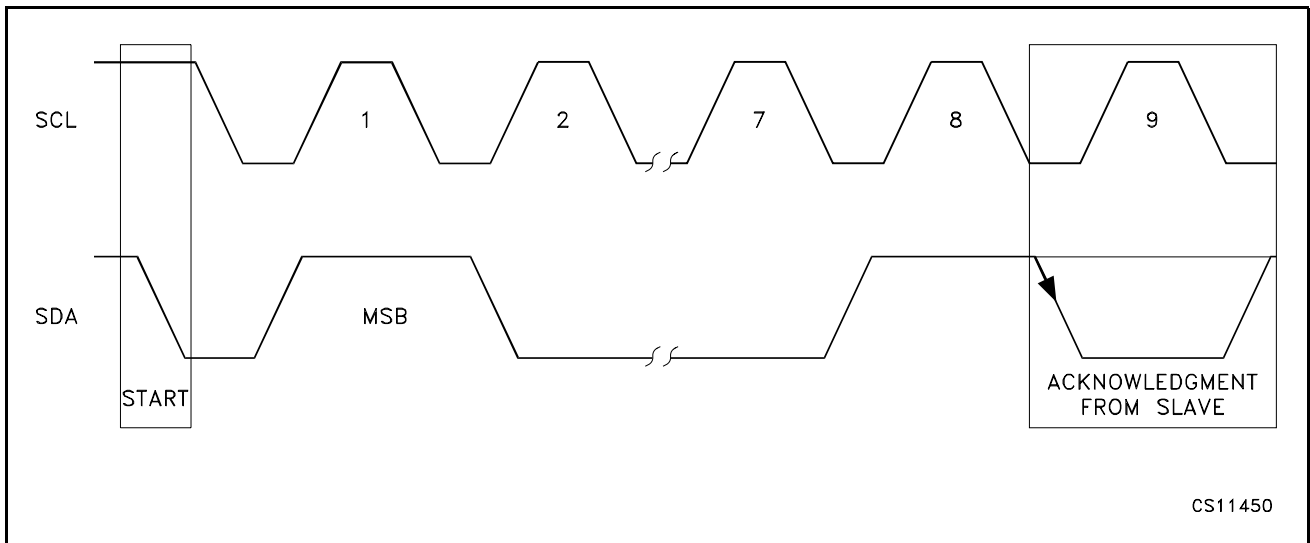 SCL
1
2
7
8
9
SDA
MSB
START
ACKNOWLEDGMENT
FROM SLAVE
CS11450